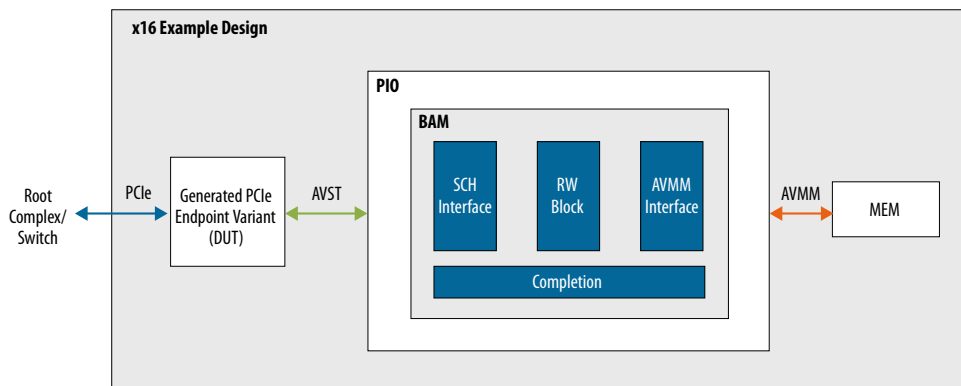 x16 Example Design
PIO
BAM
SCH
Interface
RW
Block
AVMM
Interface
Completion
Root
Complex/
Switch
PCIe
Generated PCIe
Endpoint Variant
(DUT)
AVST
AVMM
MEM